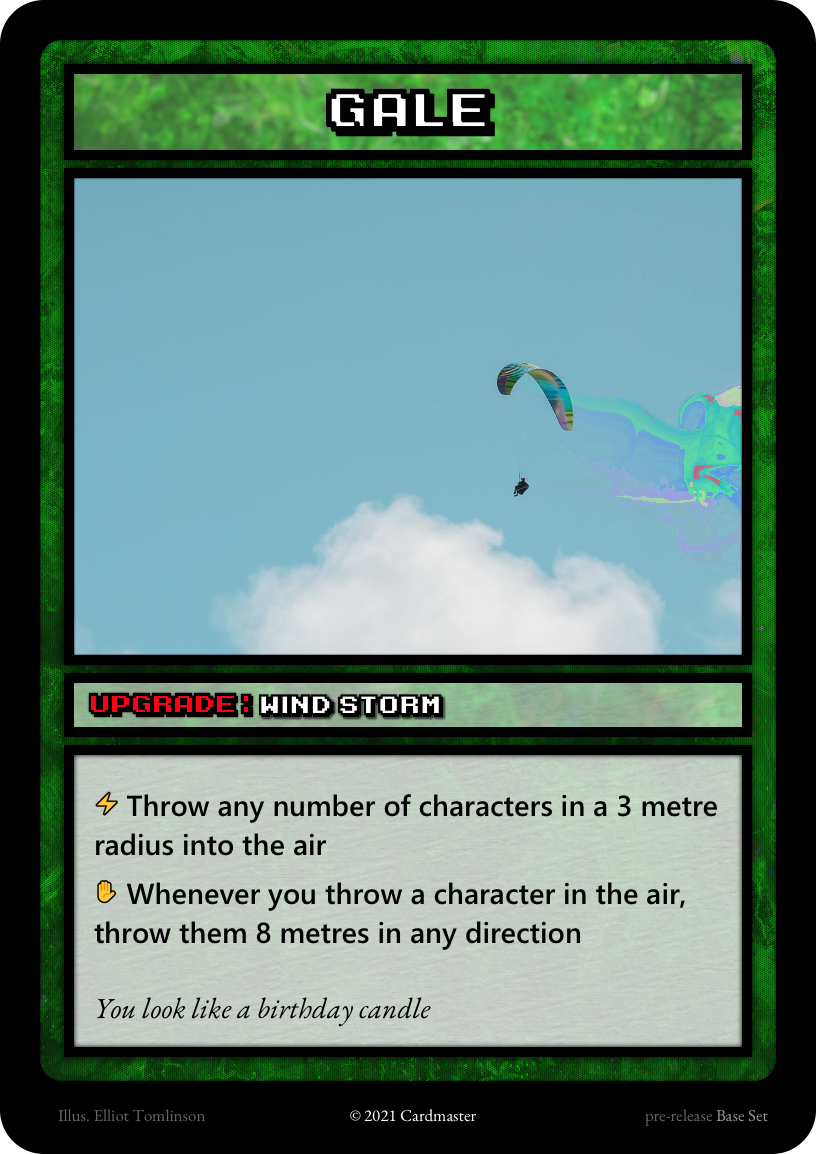 GALE
UPGRADE: WIND STORM
⚡ Throw any number of characters in a 3 metre
radius into the air
✋ Whenever you throw a character in the air,
throw them 8 metres in any direction
You look like a birthday candle
Illus. Elliot Tomlinson © 2021 Cardmaster pre-release Base Set